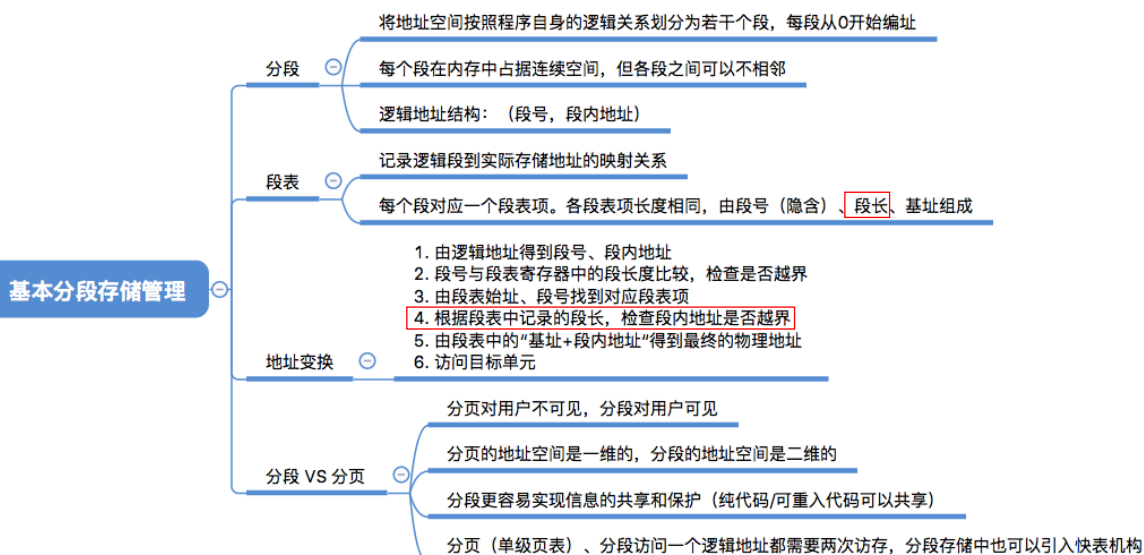 将地址空间按照程序自身的逻辑关系划分为若干个段，每段从0开始编址
分段
每个段在内存中占据连续空间，但各段之间可以不相邻
逻辑地址结构：（段号，段内地址）
记录逻辑段到实际存储地址的映射关系
段表
每个段对应一个段表项。各段表项长度相同，由段号（隐含）、段长、基址组成
基本分段存储管理
1. 由逻辑地址得到段号、段内地址
2. 段号与段表寄存器中的段长度比较，检查是否越界
3. 由段表始址、段号找到对应段表项
4. 根据段表中记录的段长，检查段内地址是否越界
5. 由段表中的“基址+段内地址”得到最终的物理地址
6. 访问目标单元
地址变换
分页对用户不可见，分段对用户可见
分页的地址空间是一维的，分段的地址空间是二维的
分段 VS 分页
分段更容易实现信息的共享和保护（纯代码/可重入代码可以共享）
分页（单级页表）、分段访问一个逻辑地址都需要两次访存，分段存储中也可以引入快表机构